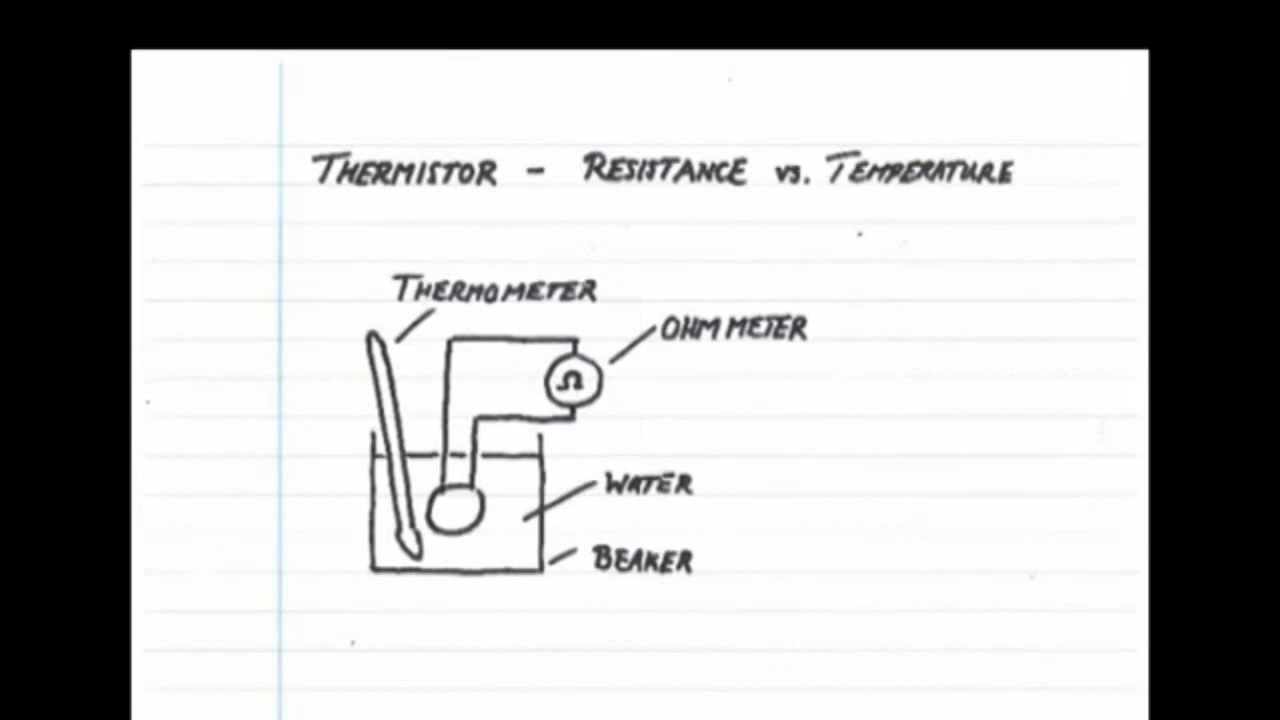 THERMISTOR - RESISTANCE vs. TEMPERATURE
THERMOMETER
OHM METER
Ω
WATER
BEAKER